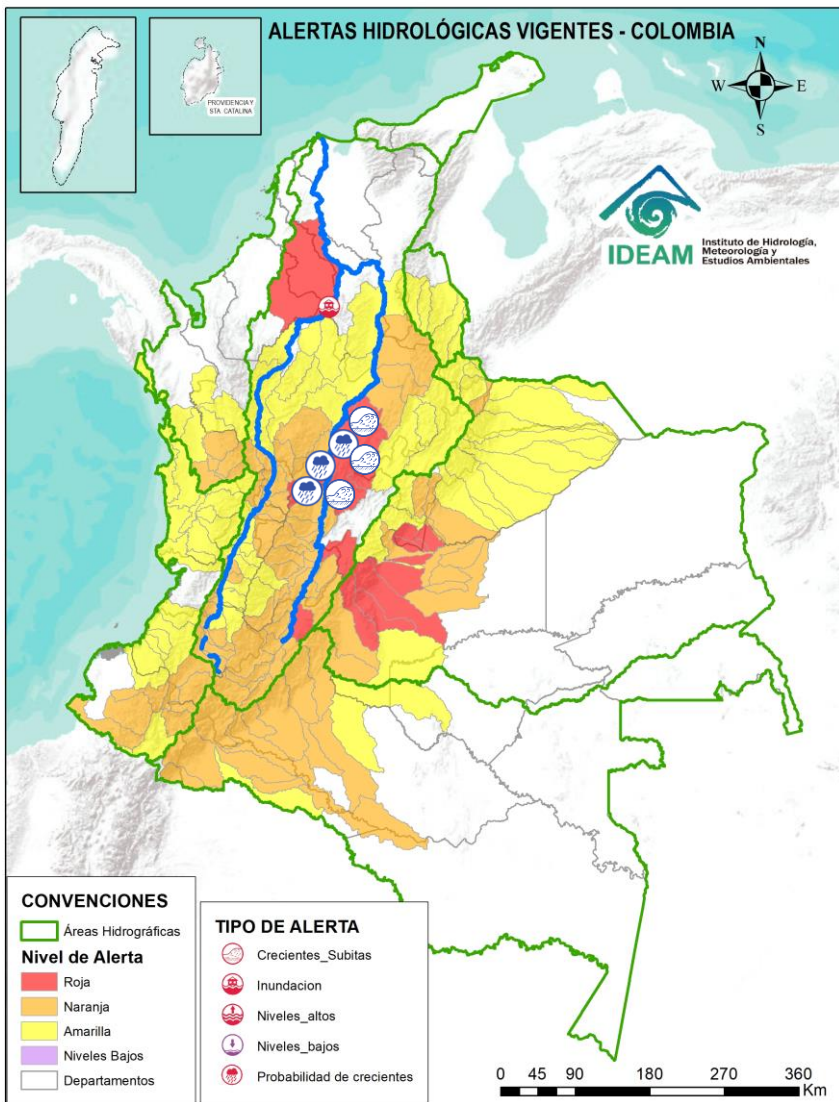 ALERTAS HIDROLÓGICAS VIGENTES - COLOMBIA
PROVIDENCIA Y
STA. CATALINA
N
W
E
S
IDEAM
Instituto de Hidrología,
Meteorología y
Estudios Ambientales
CONVENCIONES
Áreas Hidrográficas
Nivel de Alerta
Roja
Naranja
Amarilla
Niveles Bajos
Departamentos
TIPO DE ALERTA
Crecientes_Subitas
Inundacion
Niveles_altos
Niveles_bajos
Probabilidad de crecientes
0 45 90 180 270 360
Km